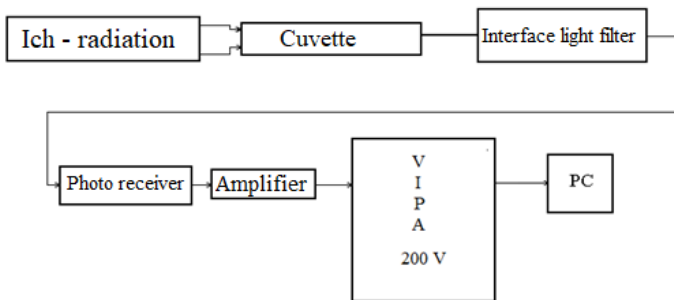 Ich - radiation
Cuvette
Interface light filter
Photo receiver
Amplifier
V
I
P
A
200 V
PC